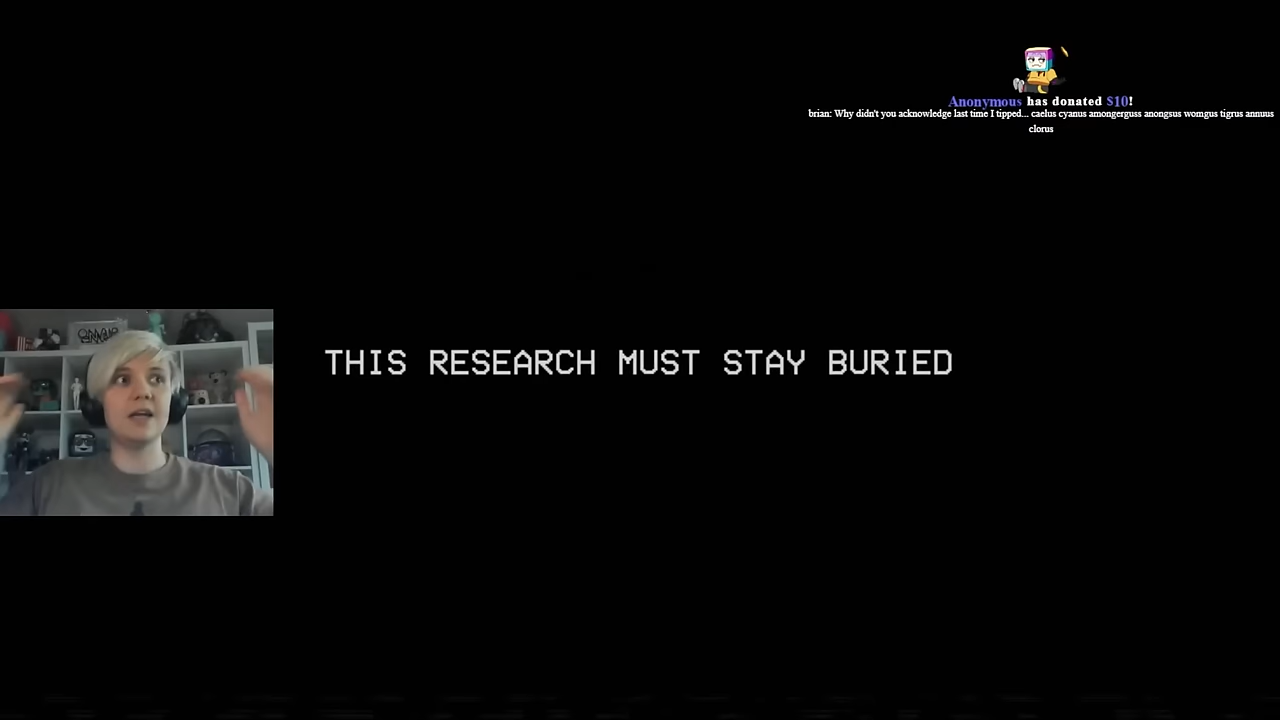 Anonymous has donated $10!
brian: Why didn't you acknowledge last time I tipped... caelus cyanus amongerguss anongsus womgus tigrus annuus
clorus
THIS RESEARCH MUST STAY BURIED